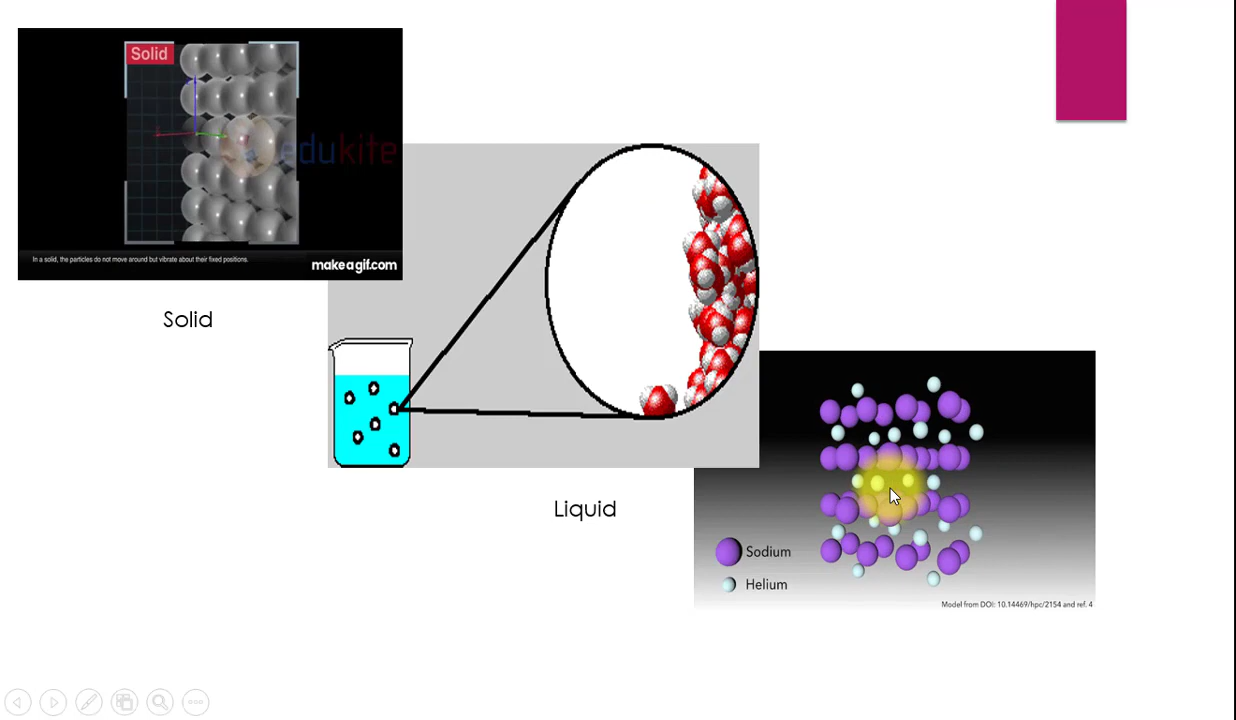 Solid
edukite
In a solid, the particles do not move around but vibrate about their fixed positions.
makeagif.com
Solid
Liquid
Sodium
Helium
Model from DOI: 10.14469/hpc/2154 and ref. 4